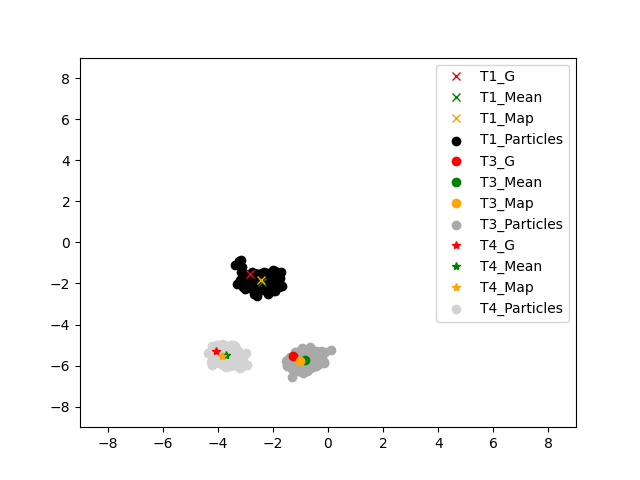 8
6
4
2
0
−2
−4
−6
−8
−8 −6 −4 −2 0 2 4 6 8
T1_G
T1_Mean
T1_Map
T1_Particles
T3_G
T3_Mean
T3_Map
T3_Particles
T4_G
T4_Mean
T4_Map
T4_Particles